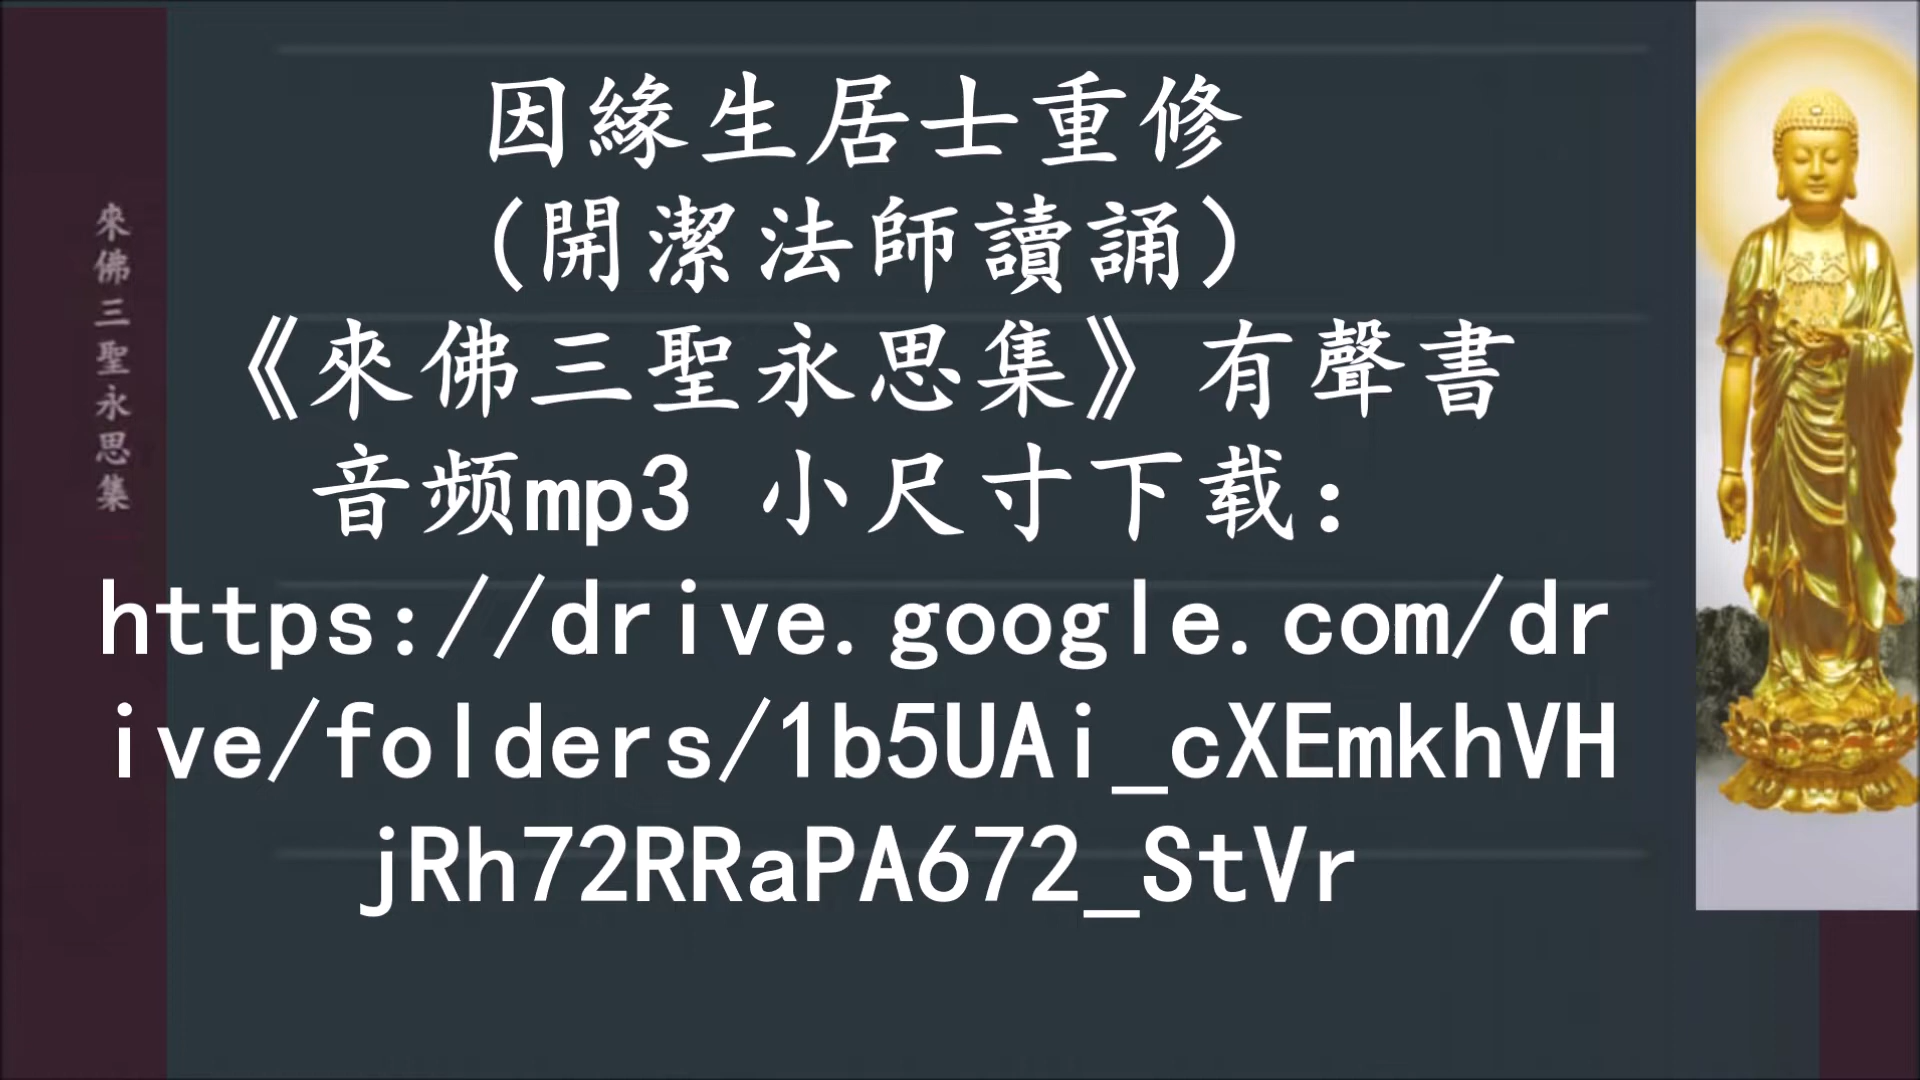 因緣生居士重修
(開潔法師讀誦)
《來佛三聖永思集》有聲書
音频mp3 小尺寸下载:
https://drive.google.com/dr
ive/folders/1b5UAi_cXEmkhVH
jRh72RRaPA672_StVr
來佛三聖永思集